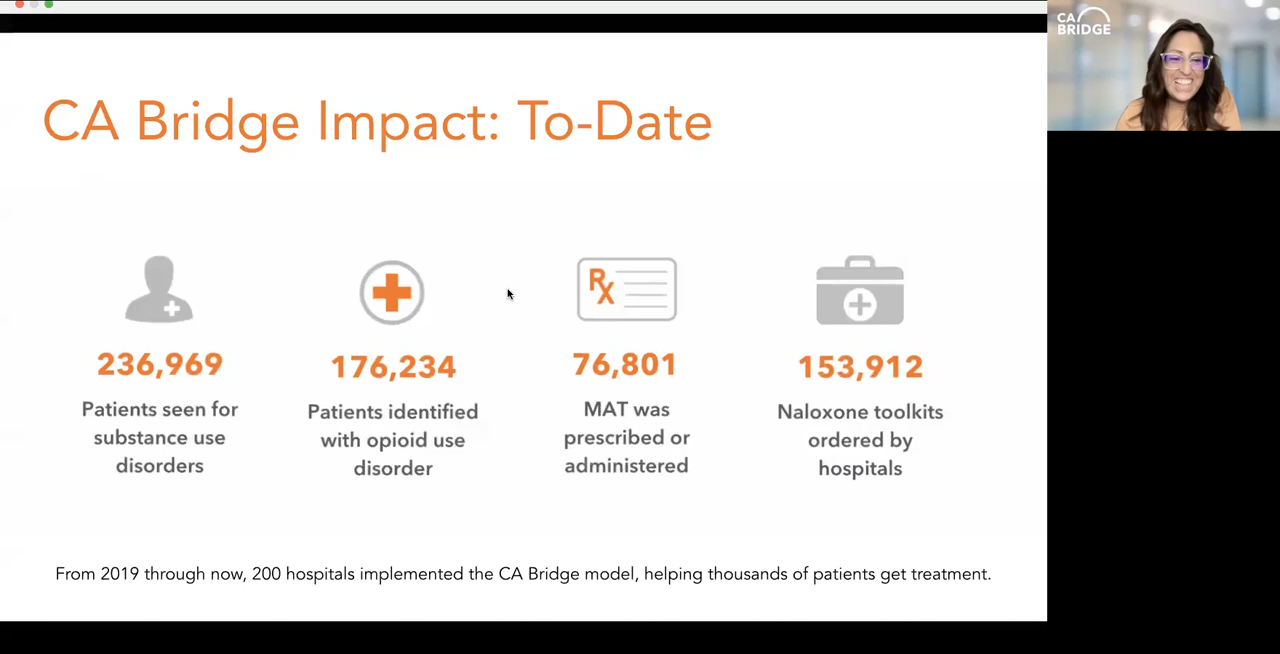 CA Bridge Impact: To-Date
CA
BRIDGE
Rx
236,969
Patients seen for
substance use
disorders
176,234
Patients identified
with opioid use
disorder
76,801
MAT was
prescribed or
administered
153,912
Naloxone toolkits
ordered by
hospitals
From 2019 through now, 200 hospitals implemented the CA Bridge model, helping thousands of patients get treatment.